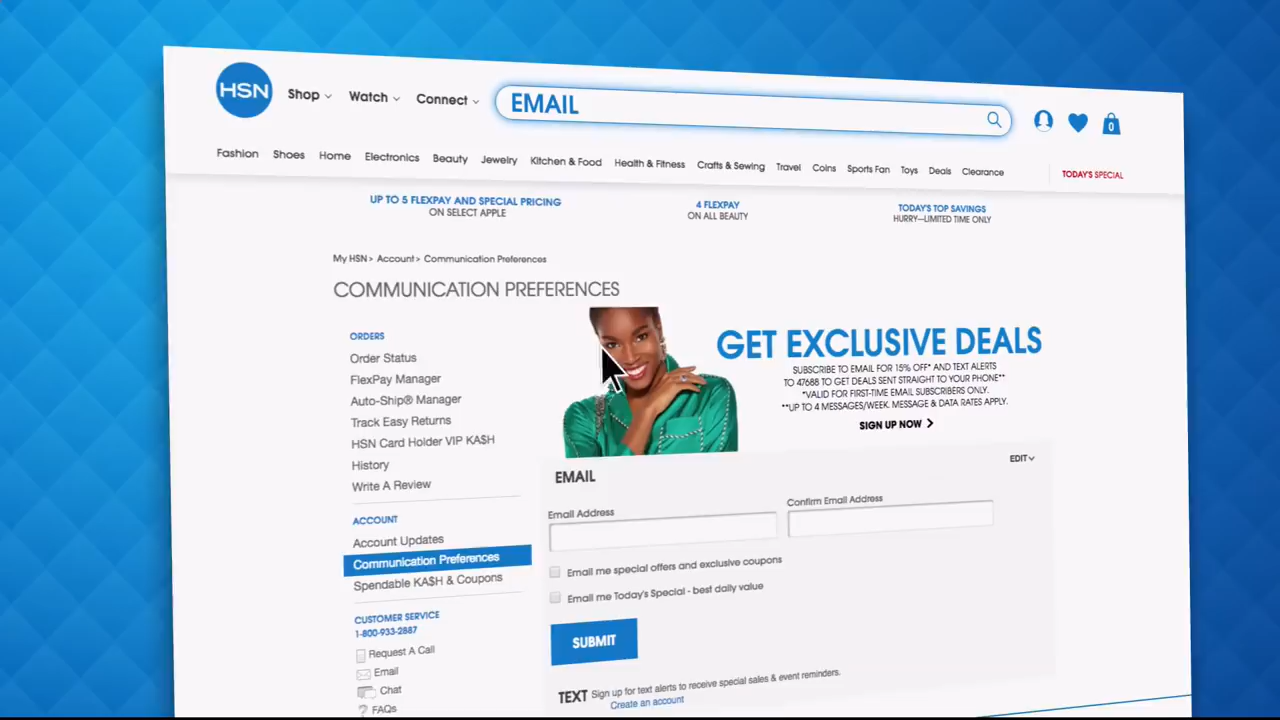 HSN
Shop
Watch
Connect
EMAIL
0
Fashion
Shoes
Home
Electronics
Beauty
Jewelry
Kitchen & Food
Health & Fitness
Crafts & Sewing
Travel
Coins
Sports Fan
Toys
Deals
Clearance
TODAY'S SPECIAL
UP TO 5 FLEXPAY AND SPECIAL PRICING
ON SELECT APPLE
4 FLEXPAY
ON ALL BEAUTY
TODAY'S TOP SAVINGS
HURRY—LIMITED TIME ONLY
My HSN > Account > Communication Preferences
COMMUNICATION PREFERENCES
ORDERS
Order Status
FlexPay Manager
Auto-Ship® Manager
Track Easy Returns
HSN Card Holder VIP KA$H
History
Write A Review
ACCOUNT
Account Updates
Communication Preferences
Spendable KA$H & Coupons
CUSTOMER SERVICE
1-800-933-2887
Request A Call
Email
Chat
FAQs
GET EXCLUSIVE DEALS
SUBSCRIBE TO EMAIL FOR 15% OFF* AND TEXT ALERTS
TO 47688 TO GET DEALS SENT STRAIGHT TO YOUR PHONE**
*VALID FOR FIRST-TIME EMAIL SUBSCRIBERS ONLY.
**UP TO 4 MESSAGES/WEEK. MESSAGE & DATA RATES APPLY.
SIGN UP NOW >
EMAIL
EDIT
Email Address
Confirm Email Address
Email me special offers and exclusive coupons
Email me Today's Special - best daily value
SUBMIT
TEXT Sign up for text alerts to receive special sales & event reminders.
Create an account